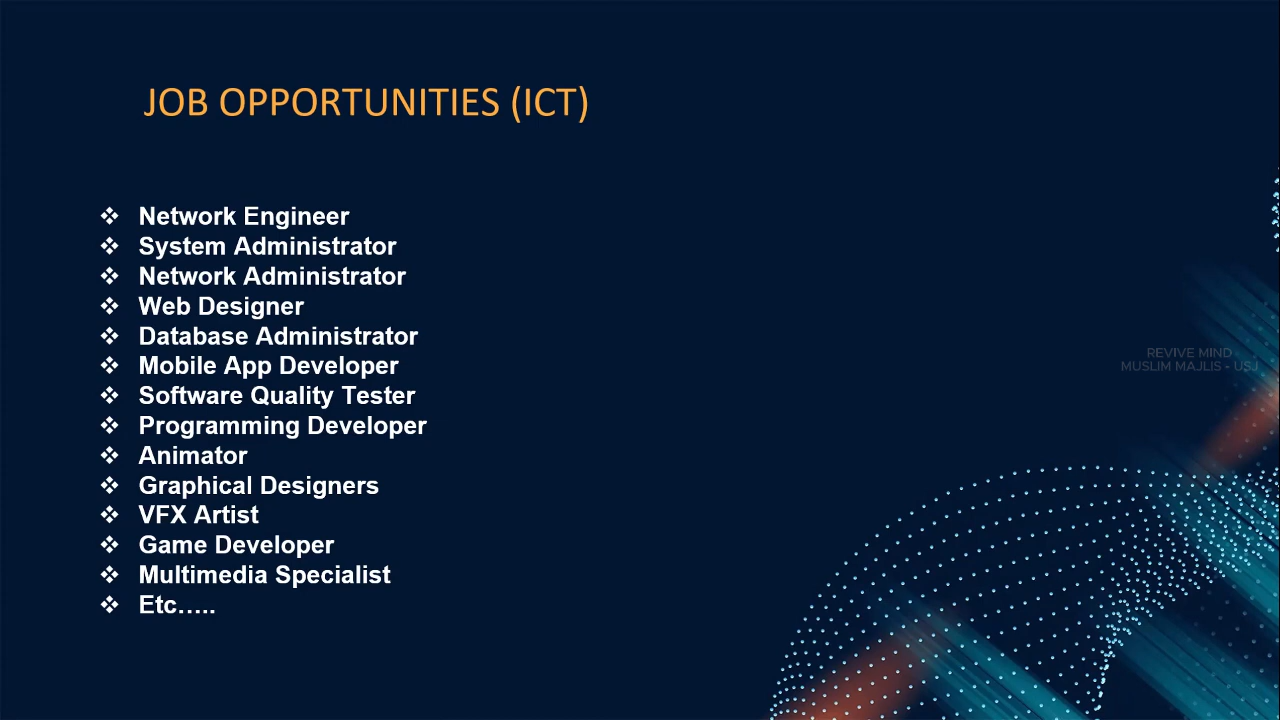 JOB OPPORTUNITIES (ICT)
❖ Network Engineer
❖ System Administrator
❖ Network Administrator
❖ Web Designer
❖ Database Administrator
❖ Mobile App Developer
❖ Software Quality Tester
❖ Programming Developer
❖ Animator
❖ Graphical Designers
❖ VFX Artist
❖ Game Developer
❖ Multimedia Specialist
❖ Etc…..
REVIVE MIND
MUSLIM MAJLIS - USJ